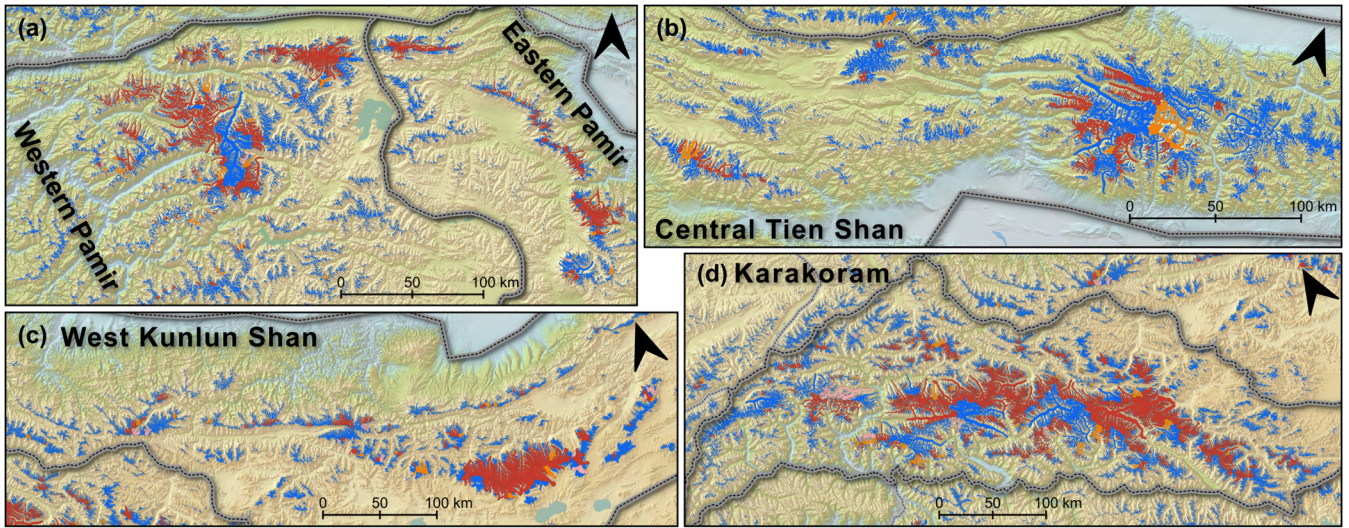 (a)
Eastern Pamir
Western Pamir
0 50 100 km
(b)
0 50 100 km
Central Tien Shan
(c) West Kunlun Shan
0 50 100 km
(d) Karakoram
0 50 100 km